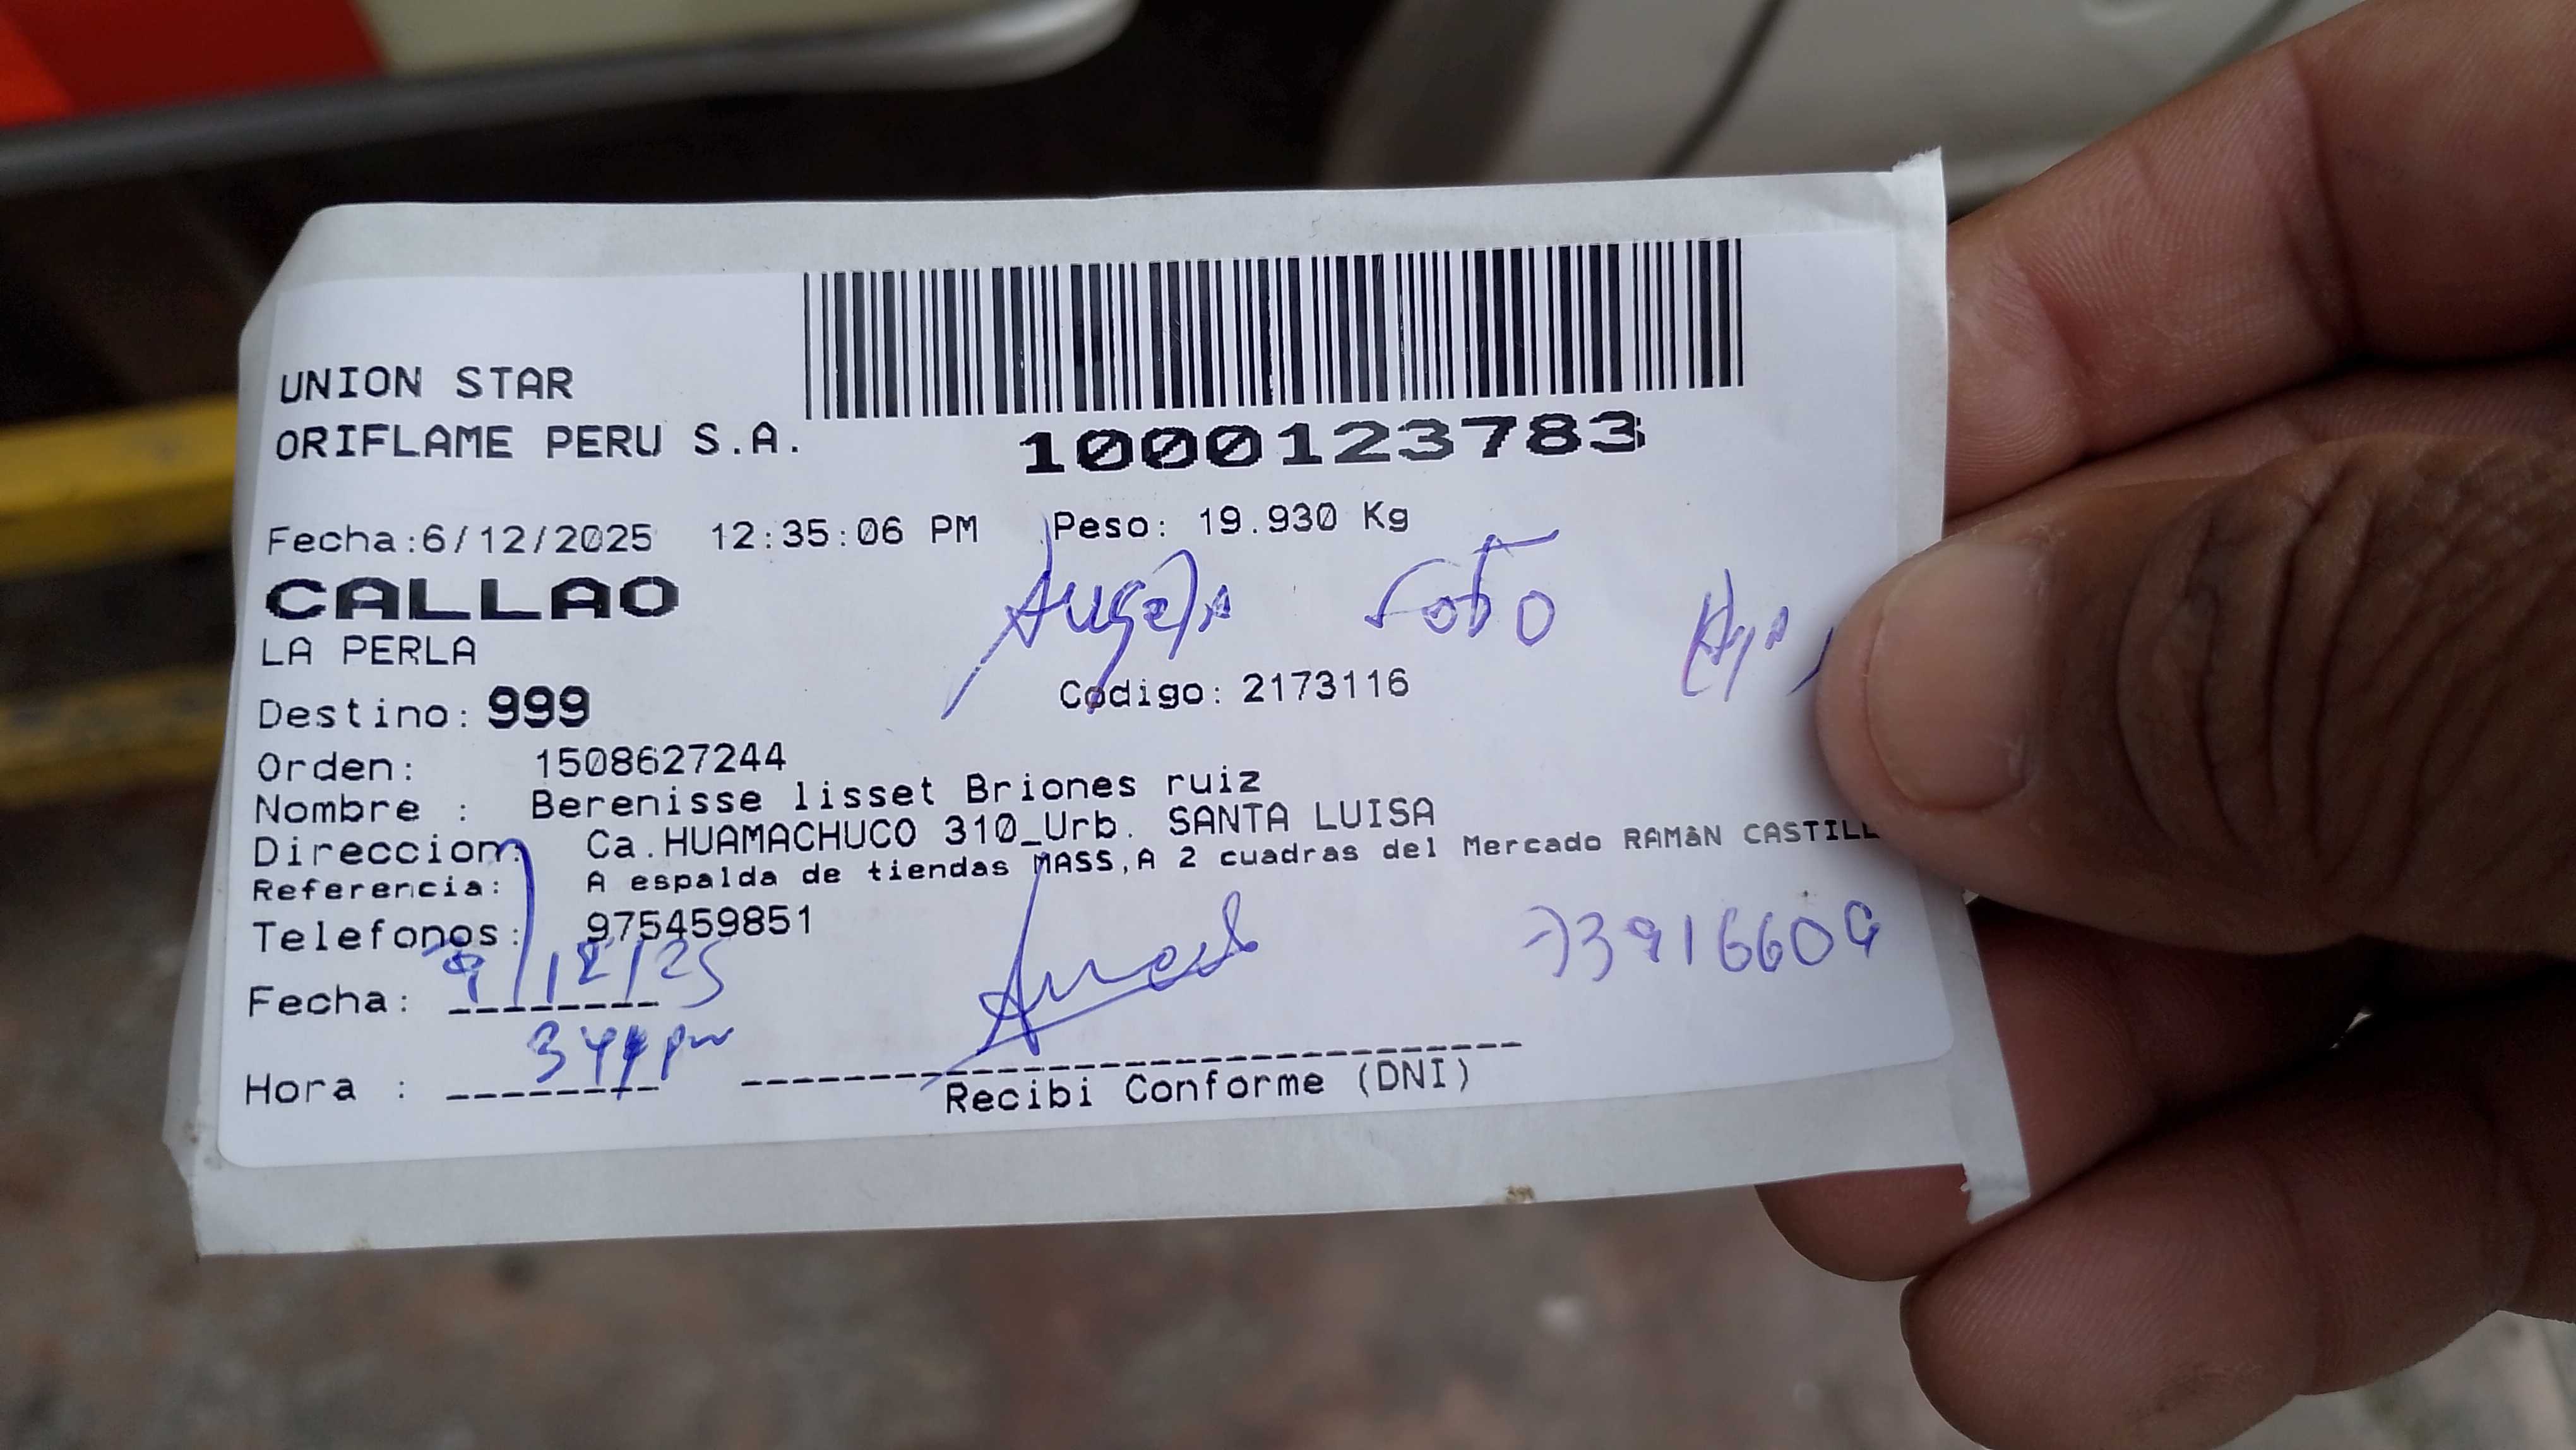 UNION STAR
ORIFLAME PERU S.A.
1000123783
Fecha:6/12/2025 12:35:06 PM Peso: 19.930 Kg
CALLAO
Soto
LA PERLA
Destino: 999 Codigo: 2173116
Orden: 1508627244
Nombre : Berenisse lisset Briones ruiz
Direccion: Ca.HUAMACHUCO 310_Urb. SANTA LUISA
Referencia: A espalda de tiendas MASS,A 2 cuadras del Mercado RAMàN CASTILL
Telefonos: 975459851
Fecha: 9/12/25
Hora :
Recibi Conforme (DNI)